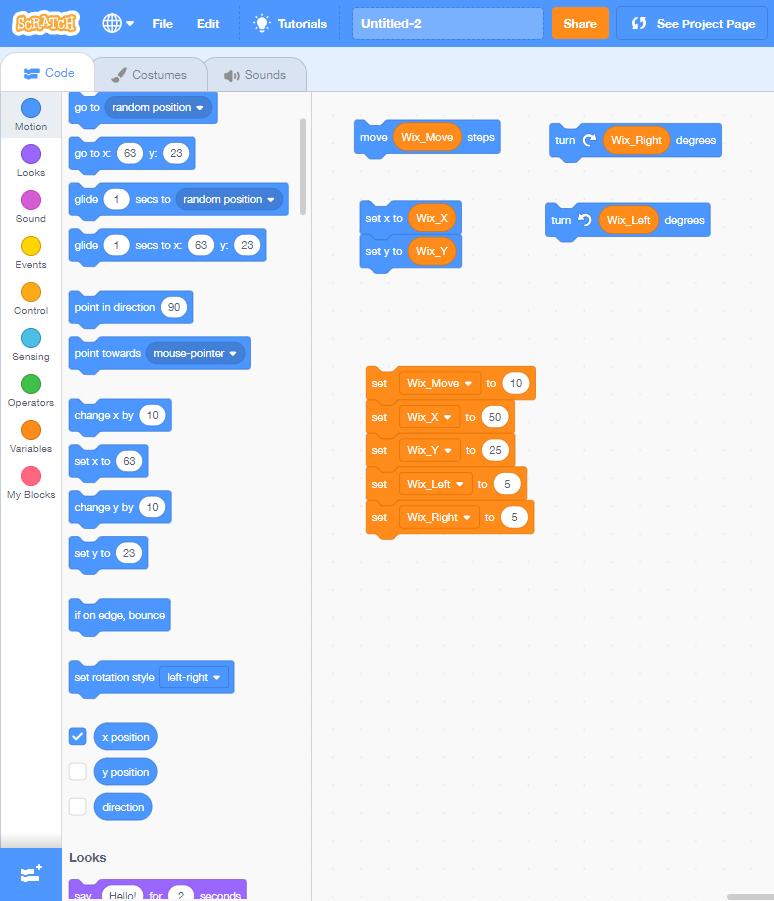 SCRATCH File Edit Tutorials Untitled-2 Share See Project Page
Code Costumes Sounds
Motion
Looks
Sound
Events
Control
Sensing
Operators
Variables
My Blocks
go to random position
go to x: 63 y: 23
glide 1 secs to random position
glide 1 secs to x: 63 y: 23
point in direction 90
point towards mouse-pointer
change x by 10
set x to 63
change y by 10
set y to 23
if on edge, bounce
set rotation style left-right
x position
y position
direction
Looks
say Hello! for 2 seconds
move Wix_Move steps
turn Wix_Right degrees
set x to Wix_X
set y to Wix_Y
turn Wix_Left degrees
set Wix_Move to 10
set Wix_X to 50
set Wix_Y to 25
set Wix_Left to 5
set Wix_Right to 5